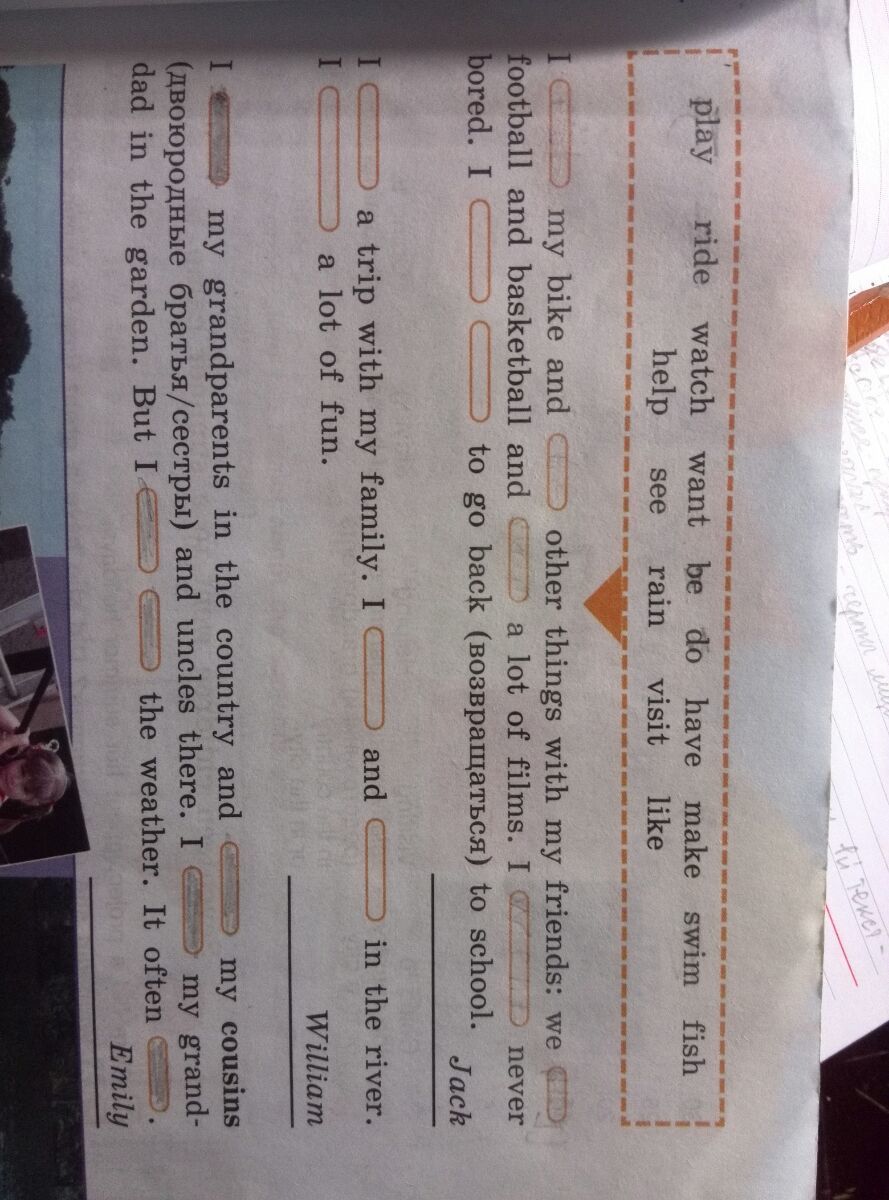 play ride watch want be do have make swim fish
help see rain visit like
I my bike and other things with my friends: we
football and basketball and a lot of films. I never
bored. I to go back (возвращаться) to school.
Jack
I a trip with my family. I and in the river.
I a lot of fun.
William
I my grandparents in the country and my cousins
(двоюродные братья/сестры) and uncles there. I my grand-
dad in the garden. But I the weather. It often .
Emily